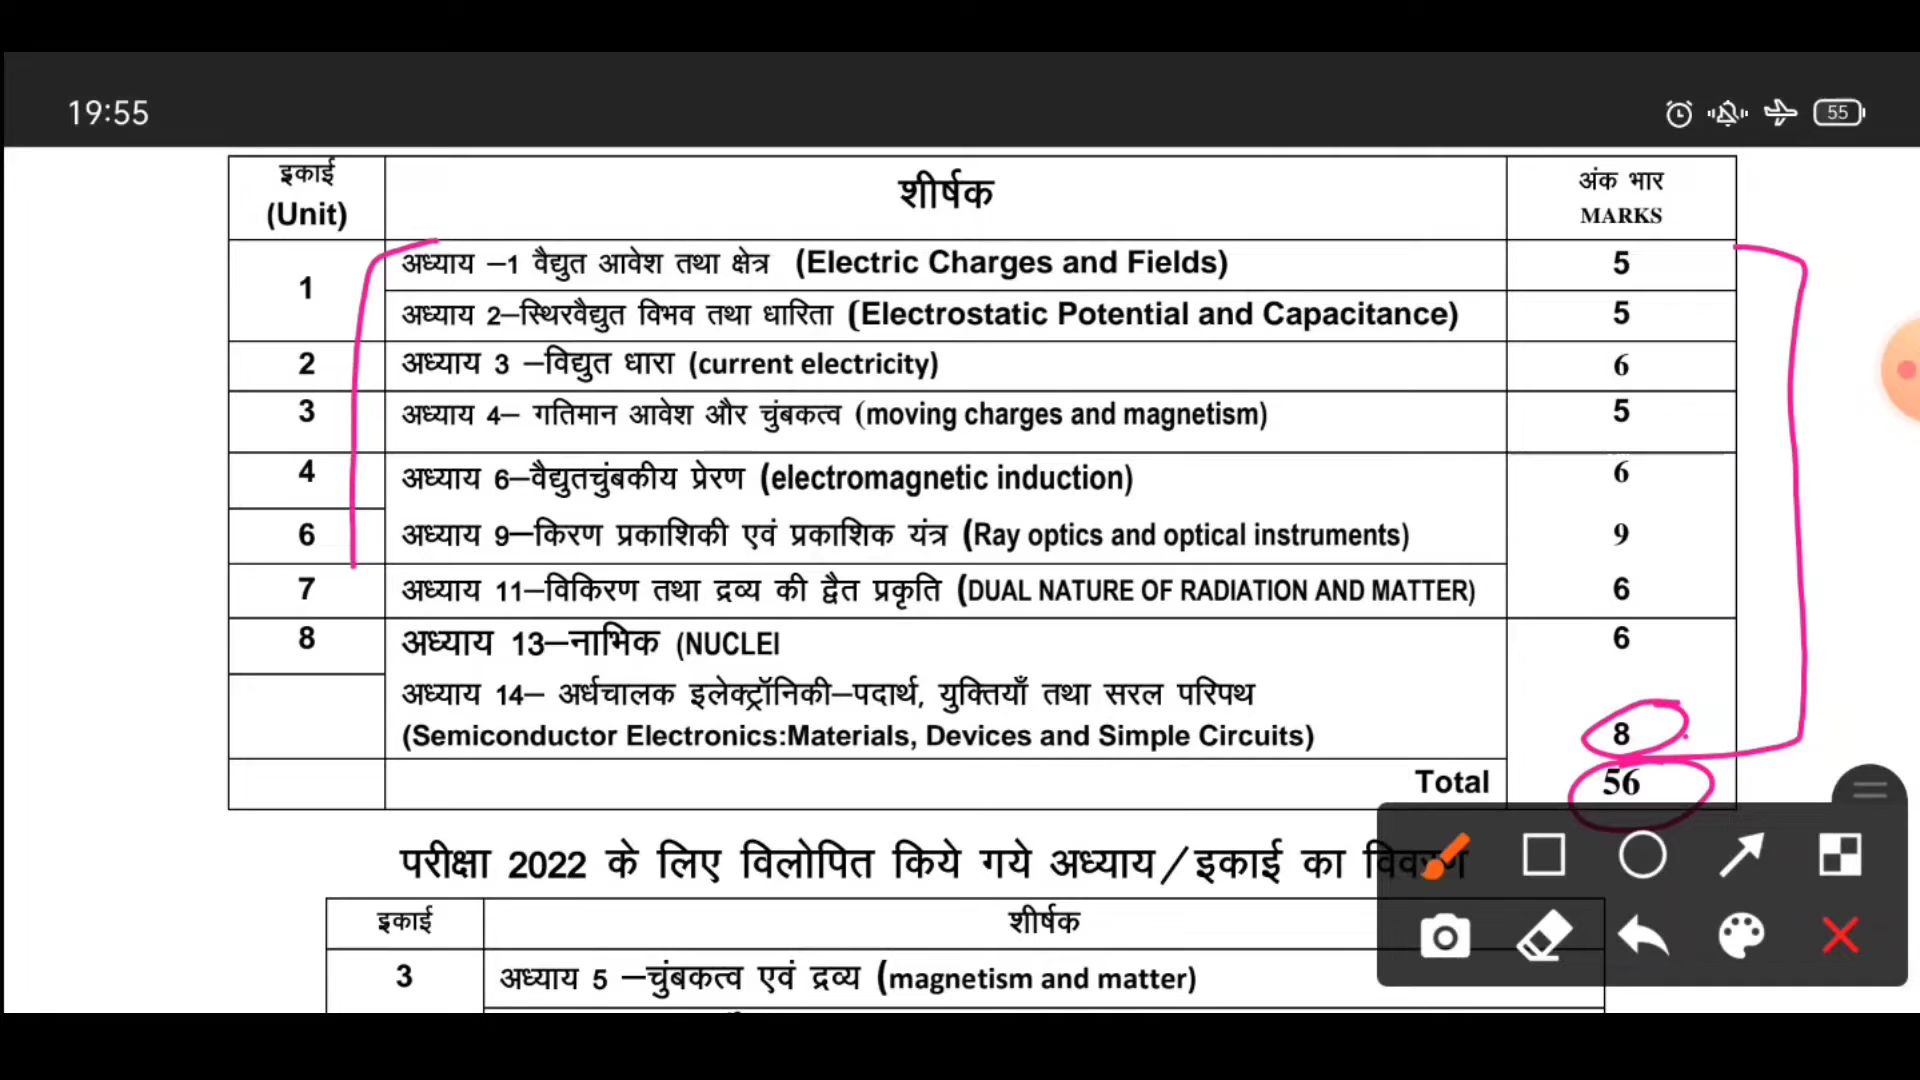 19:55
55
इकाई
(Unit)
शीर्षक
अंक भार
MARKS
1
अध्याय –1 वैद्युत आवेश तथा क्षेत्र (Electric Charges and Fields)
5
अध्याय 2–स्थिरवैद्युत विभव तथा धारिता (Electrostatic Potential and Capacitance)
5
2
अध्याय 3 –विद्युत धारा (current electricity)
6
3
अध्याय 4– गतिमान आवेश और चुंबकत्व (moving charges and magnetism)
5
4
अध्याय 6–वैद्युतचुंबकीय प्रेरण (electromagnetic induction)
6
6
अध्याय 9–किरण प्रकाशिकी एवं प्रकाशिक यंत्र (Ray optics and optical instruments)
9
7
अध्याय 11–विकिरण तथा द्रव्य की द्वैत प्रकृति (DUAL NATURE OF RADIATION AND MATTER)
6
8
अध्याय 13–नाभिक (NUCLEI
6
अध्याय 14– अर्धचालक इलेक्ट्रॉनिकी–पदार्थ, युक्तियाँ तथा सरल परिपथ
(Semiconductor Electronics:Materials, Devices and Simple Circuits)
8
Total
56
परीक्षा 2022 के लिए विलोपित किये गये अध्याय/इकाई का
इकाई
शीर्षक
3
अध्याय 5 –चुंबकत्व एवं द्रव्य (magnetism and matter)